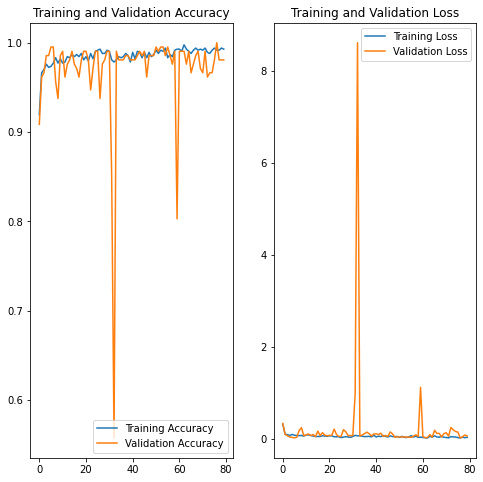 Training and Validation Accuracy
1.0
0.9
0.8
0.7
0.6
Training Accuracy
Validation Accuracy
0 20 40 60 80
Training and Validation Loss
Training Loss
Validation Loss
8
6
4
2
0
0 20 40 60 80